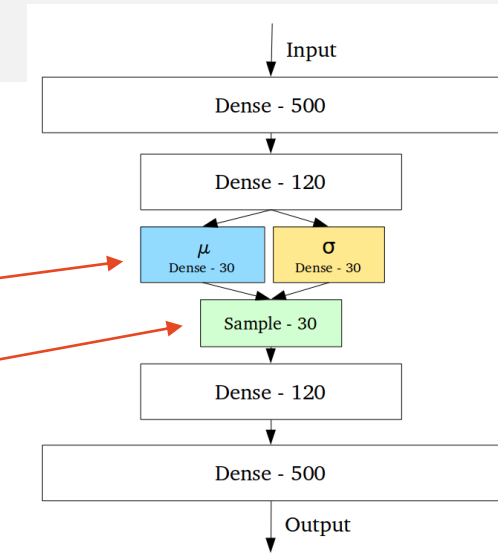 Input
Dense - 500
Dense - 120
μ
Dense - 30
σ
Dense - 30
Sample - 30
Dense - 120
Dense - 500
Output